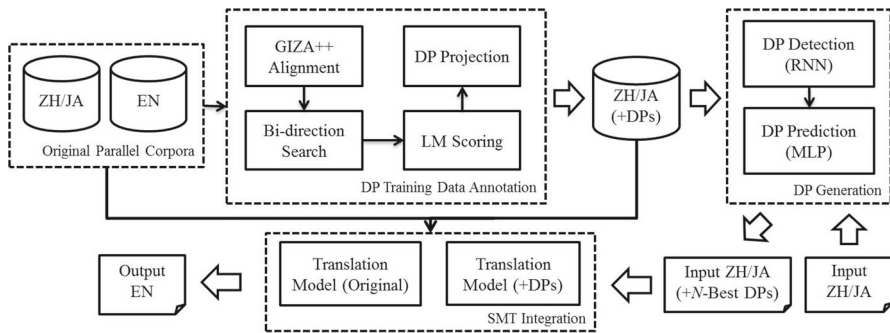 ZH/JA
EN
Original Parallel Corpora
GIZA++
Alignment
DP Projection
Bi-direction
Search
LM Scoring
DP Training Data Annotation
ZH/JA
(+DPs)
DP Detection
(RNN)
DP Prediction
(MLP)
DP Generation
Output
EN
Translation
Model (Original)
Translation
Model (+DPs)
SMT Integration
Input ZH/JA
(+N-Best DPs)
Input
ZH/JA